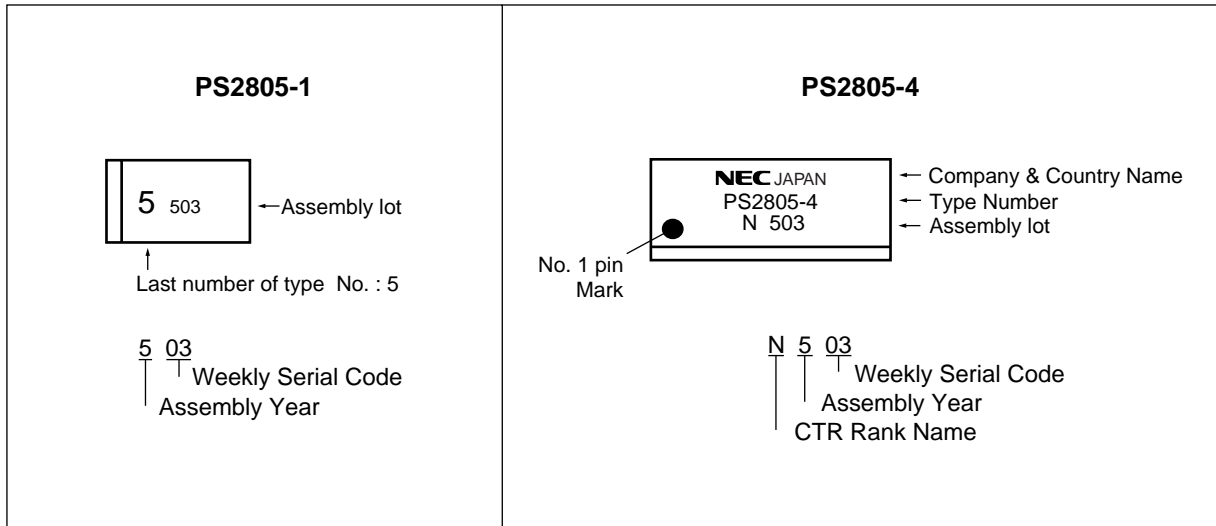 PS2805-1
5 503
Assembly lot
Last number of type No. : 5
5 03
Weekly Serial Code
Assembly Year
PS2805-4
NEC JAPAN
PS2805-4
N 503
Company & Country Name
Type Number
Assembly lot
No. 1 pin
Mark
N 5 03
Weekly Serial Code
Assembly Year
CTR Rank Name